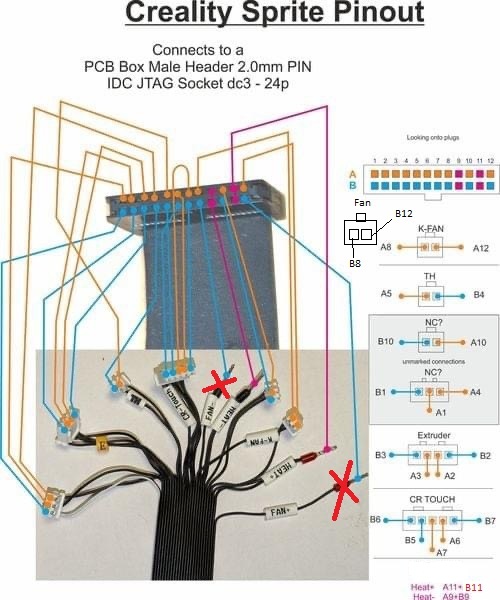 Creality Sprite Pinout
Connects to a
PCB Box Male Header 2.0mm PIN
IDC JTAG Socket dc3 - 24p
Looking onto plugs
1 2 3 4 5 6 7 8 9 10 11 12
A
B
Fan
B12
B8
K-FAN
A8 A12
TH
A5 B4
NC?
B10 A10
unmarked connections
NC?
B1 A4
A1
Extruder
B3 B2
A3 A2
CR TOUCH
B6 B7
B5 A6
A7
Heat+ A11+ B11
Heat- A9+B9
CR-TOUCH
FAN-
HEAT-
E
K-FAN
HEAT+
FAN+